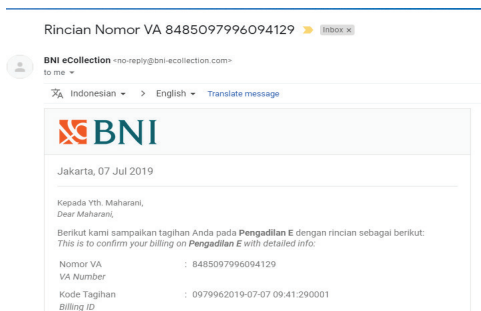 Rincian Nomor VA 8485097996094129 Inbox x
BNI eCollection <no-reply@bni-ecollection.com>
to me
Indonesian > English Translate message
BNI
Jakarta, 07 Jul 2019
Kepada Yth. Maharani,
Dear Maharani,
Berikut kami sampaikan tagihan Anda pada Pengadilan E dengan rincian sebagai berikut:
This is to confirm your billing on Pengadilan E with detailed info:
Nomor VA : 8485097996094129
VA Number
Kode Tagihan : 0979962019-07-07 09:41:290001
Billing ID